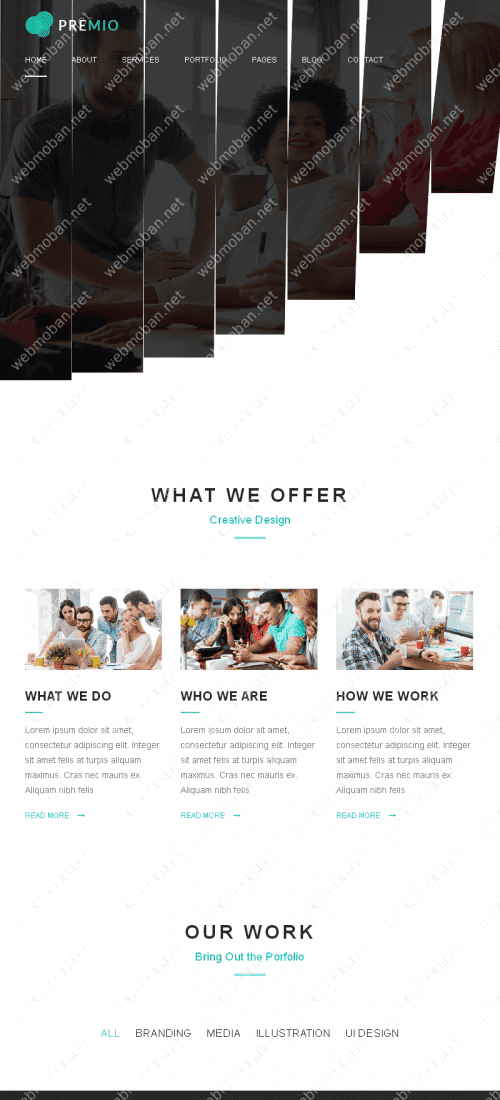 PREMIO
HOME ABOUT SERVICES PORTFOLIO PAGES BLOG CONTACT
webmoban.net
WHAT WE OFFER
Creative Design
WHAT WE DO
Lorem ipsum dolor sit amet,
consectetur adipiscing elit. Integer
sit amet felis at turpis aliquam
maximus. Cras nec mauris ex.
Aliquam nibh felis
READ MORE →
WHO WE ARE
Lorem ipsum dolor sit amet,
consectetur adipiscing elit. Integer
sit amet felis at turpis aliquam
maximus. Cras nec mauris ex.
Aliquam nibh felis
READ MORE →
HOW WE WORK
Lorem ipsum dolor sit amet,
consectetur adipiscing elit. Integer
sit amet felis at turpis aliquam
maximus. Cras nec mauris ex.
Aliquam nibh felis
READ MORE →
OUR WORK
Bring Out the Porfolio
ALL BRANDING MEDIA ILLUSTRATION UI DESIGN